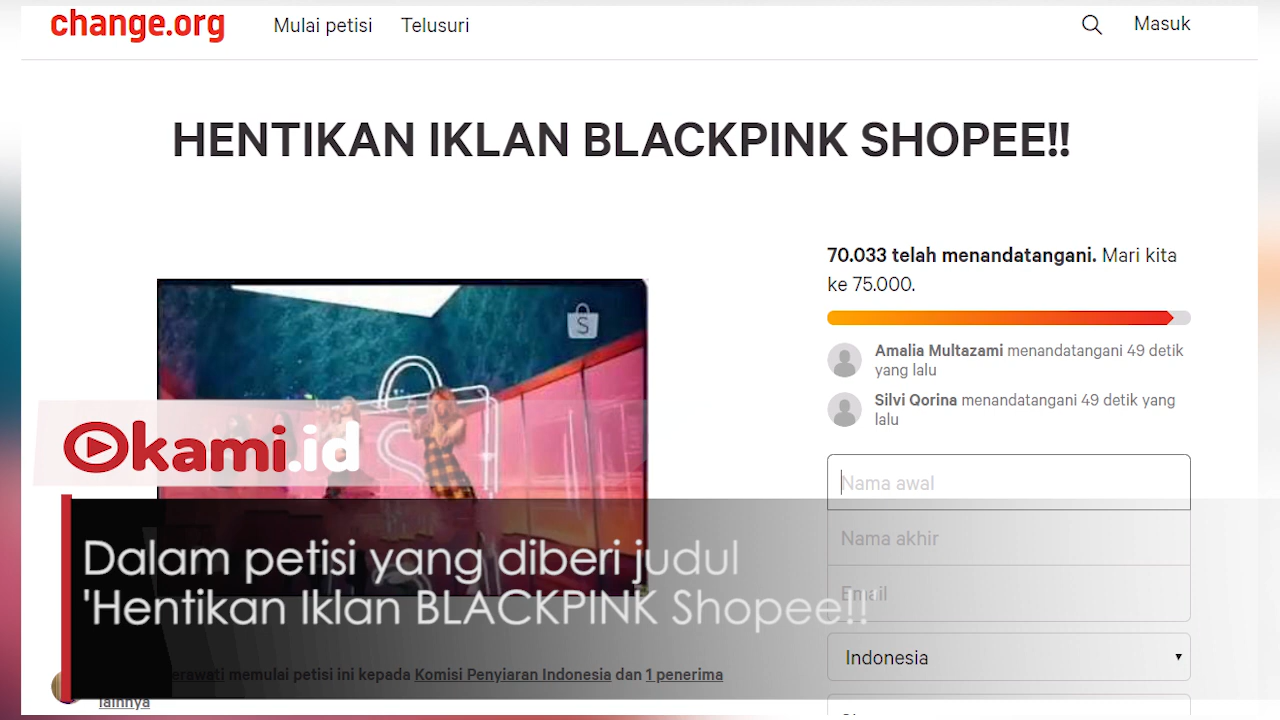 change.org
Mulai petisi
Telusuri
Masuk
HENTIKAN IKLAN BLACKPINK SHOPEE!!
70.033 telah menandatangani. Mari kita
ke 75.000.
S
S
Amalia Multazami menandatangani 49 detik
yang lalu
Silvi Qorina menandatangani 49 detik yang
lalu
Okami.id
Nama awal
Nama akhir
Email
Indonesia
Dalam petisi yang diberi judul
'Hentikan Iklan BLACKPINK Shopee!!'
memulai petisi ini kepada Komisi Penyiaran Indonesia dan 1 penerima
lainnya